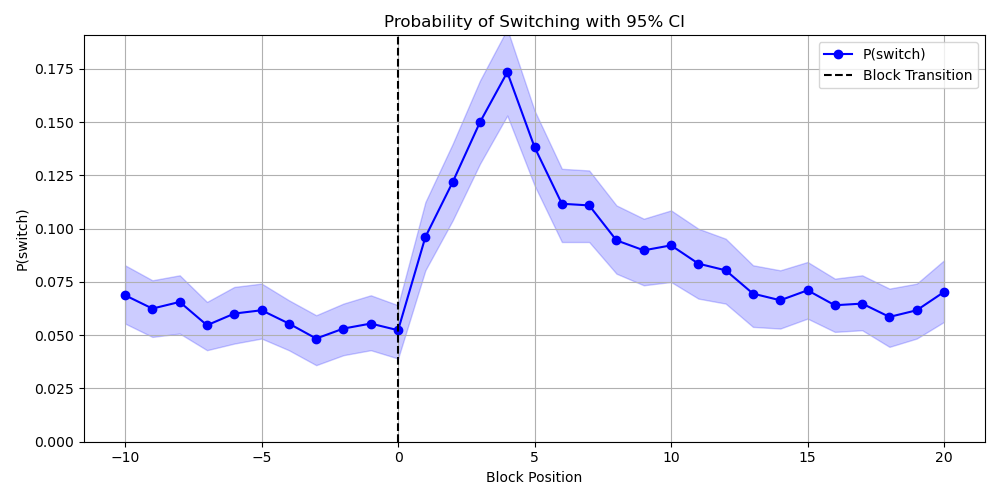 Probability of Switching with 95% CI
P(switch)
Block Transition
P(switch)
0.175
0.150
0.125
0.100
0.075
0.050
0.025
0.000
−10 −5 0 5 10 15 20
Block Position